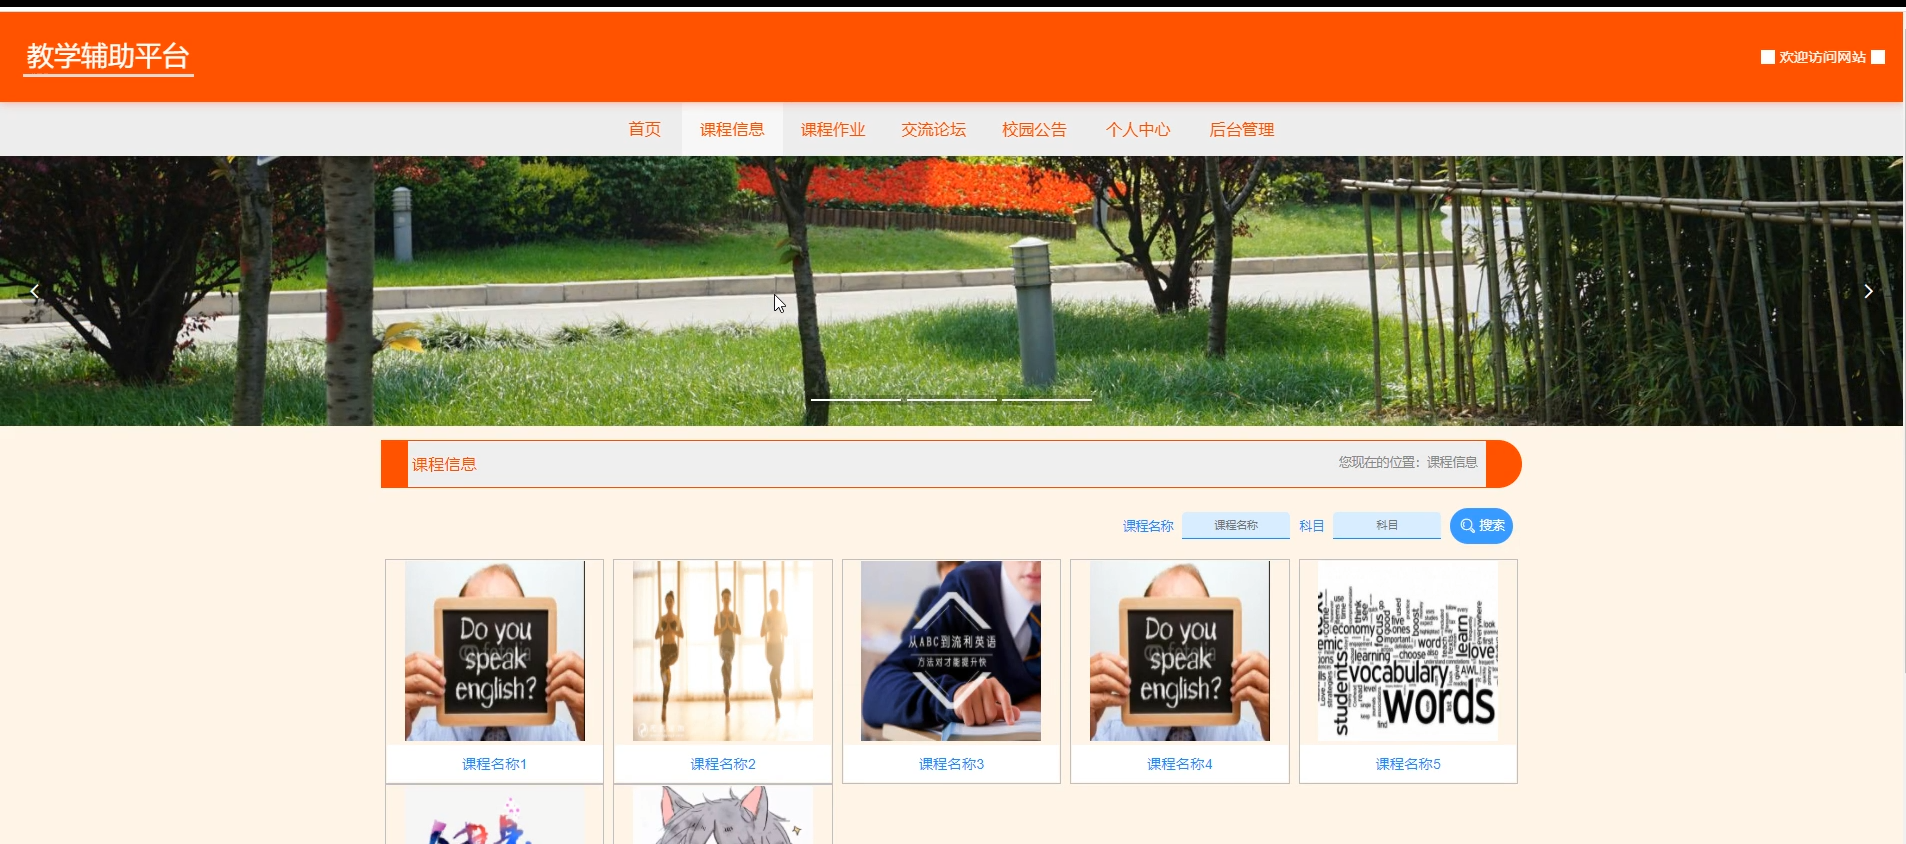 教学辅助平台
欢迎访问网站
首页 课程信息 课程作业 交流论坛 校园公告 个人中心 后台管理
课程信息
您现在的位置：课程信息
课程名称 课程名称 科目 科目 搜索
Do you
speak
english?
从ABC到流利英语
方法对才能提升快
Do you
speak
english?
economy
learning
choose
word
learn
love
students
vocabulary
words
课程名称1
课程名称2
课程名称3
课程名称4
课程名称5